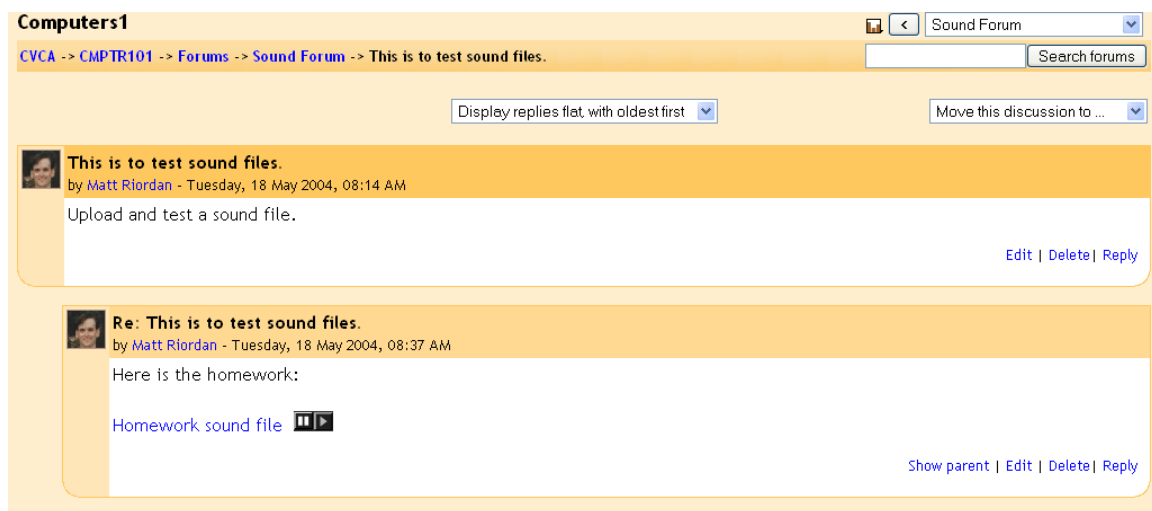 Computers1
< Sound Forum
CVCA -> CMPTR101 -> Forums -> Sound Forum -> This is to test sound files.
Search forums
Display replies flat, with oldest first
Move this discussion to ...
This is to test sound files.
by Matt Riordan - Tuesday, 18 May 2004, 08:14 AM
Upload and test a sound file.
Edit | Delete| Reply
Re: This is to test sound files.
by Matt Riordan - Tuesday, 18 May 2004, 08:37 AM
Here is the homework:
Homework sound file
Show parent | Edit | Delete| Reply